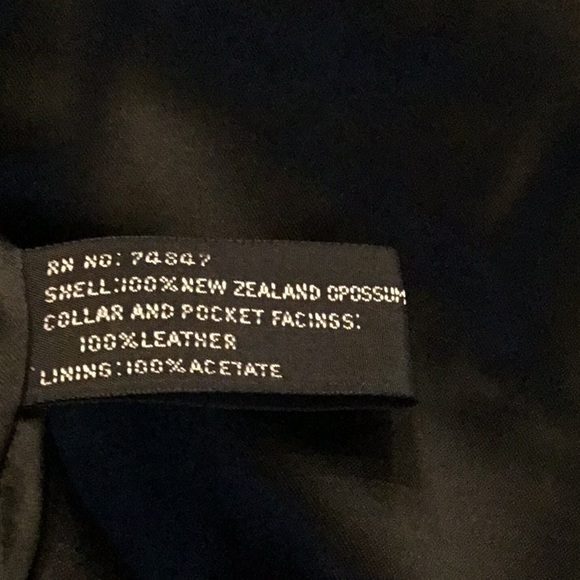 RN NO: 74847
SHELL:100%NEW ZEALAND OPOSSUM
COLLAR AND POCKET FACINGS:
100%LEATHER
LINING:100%ACETATE